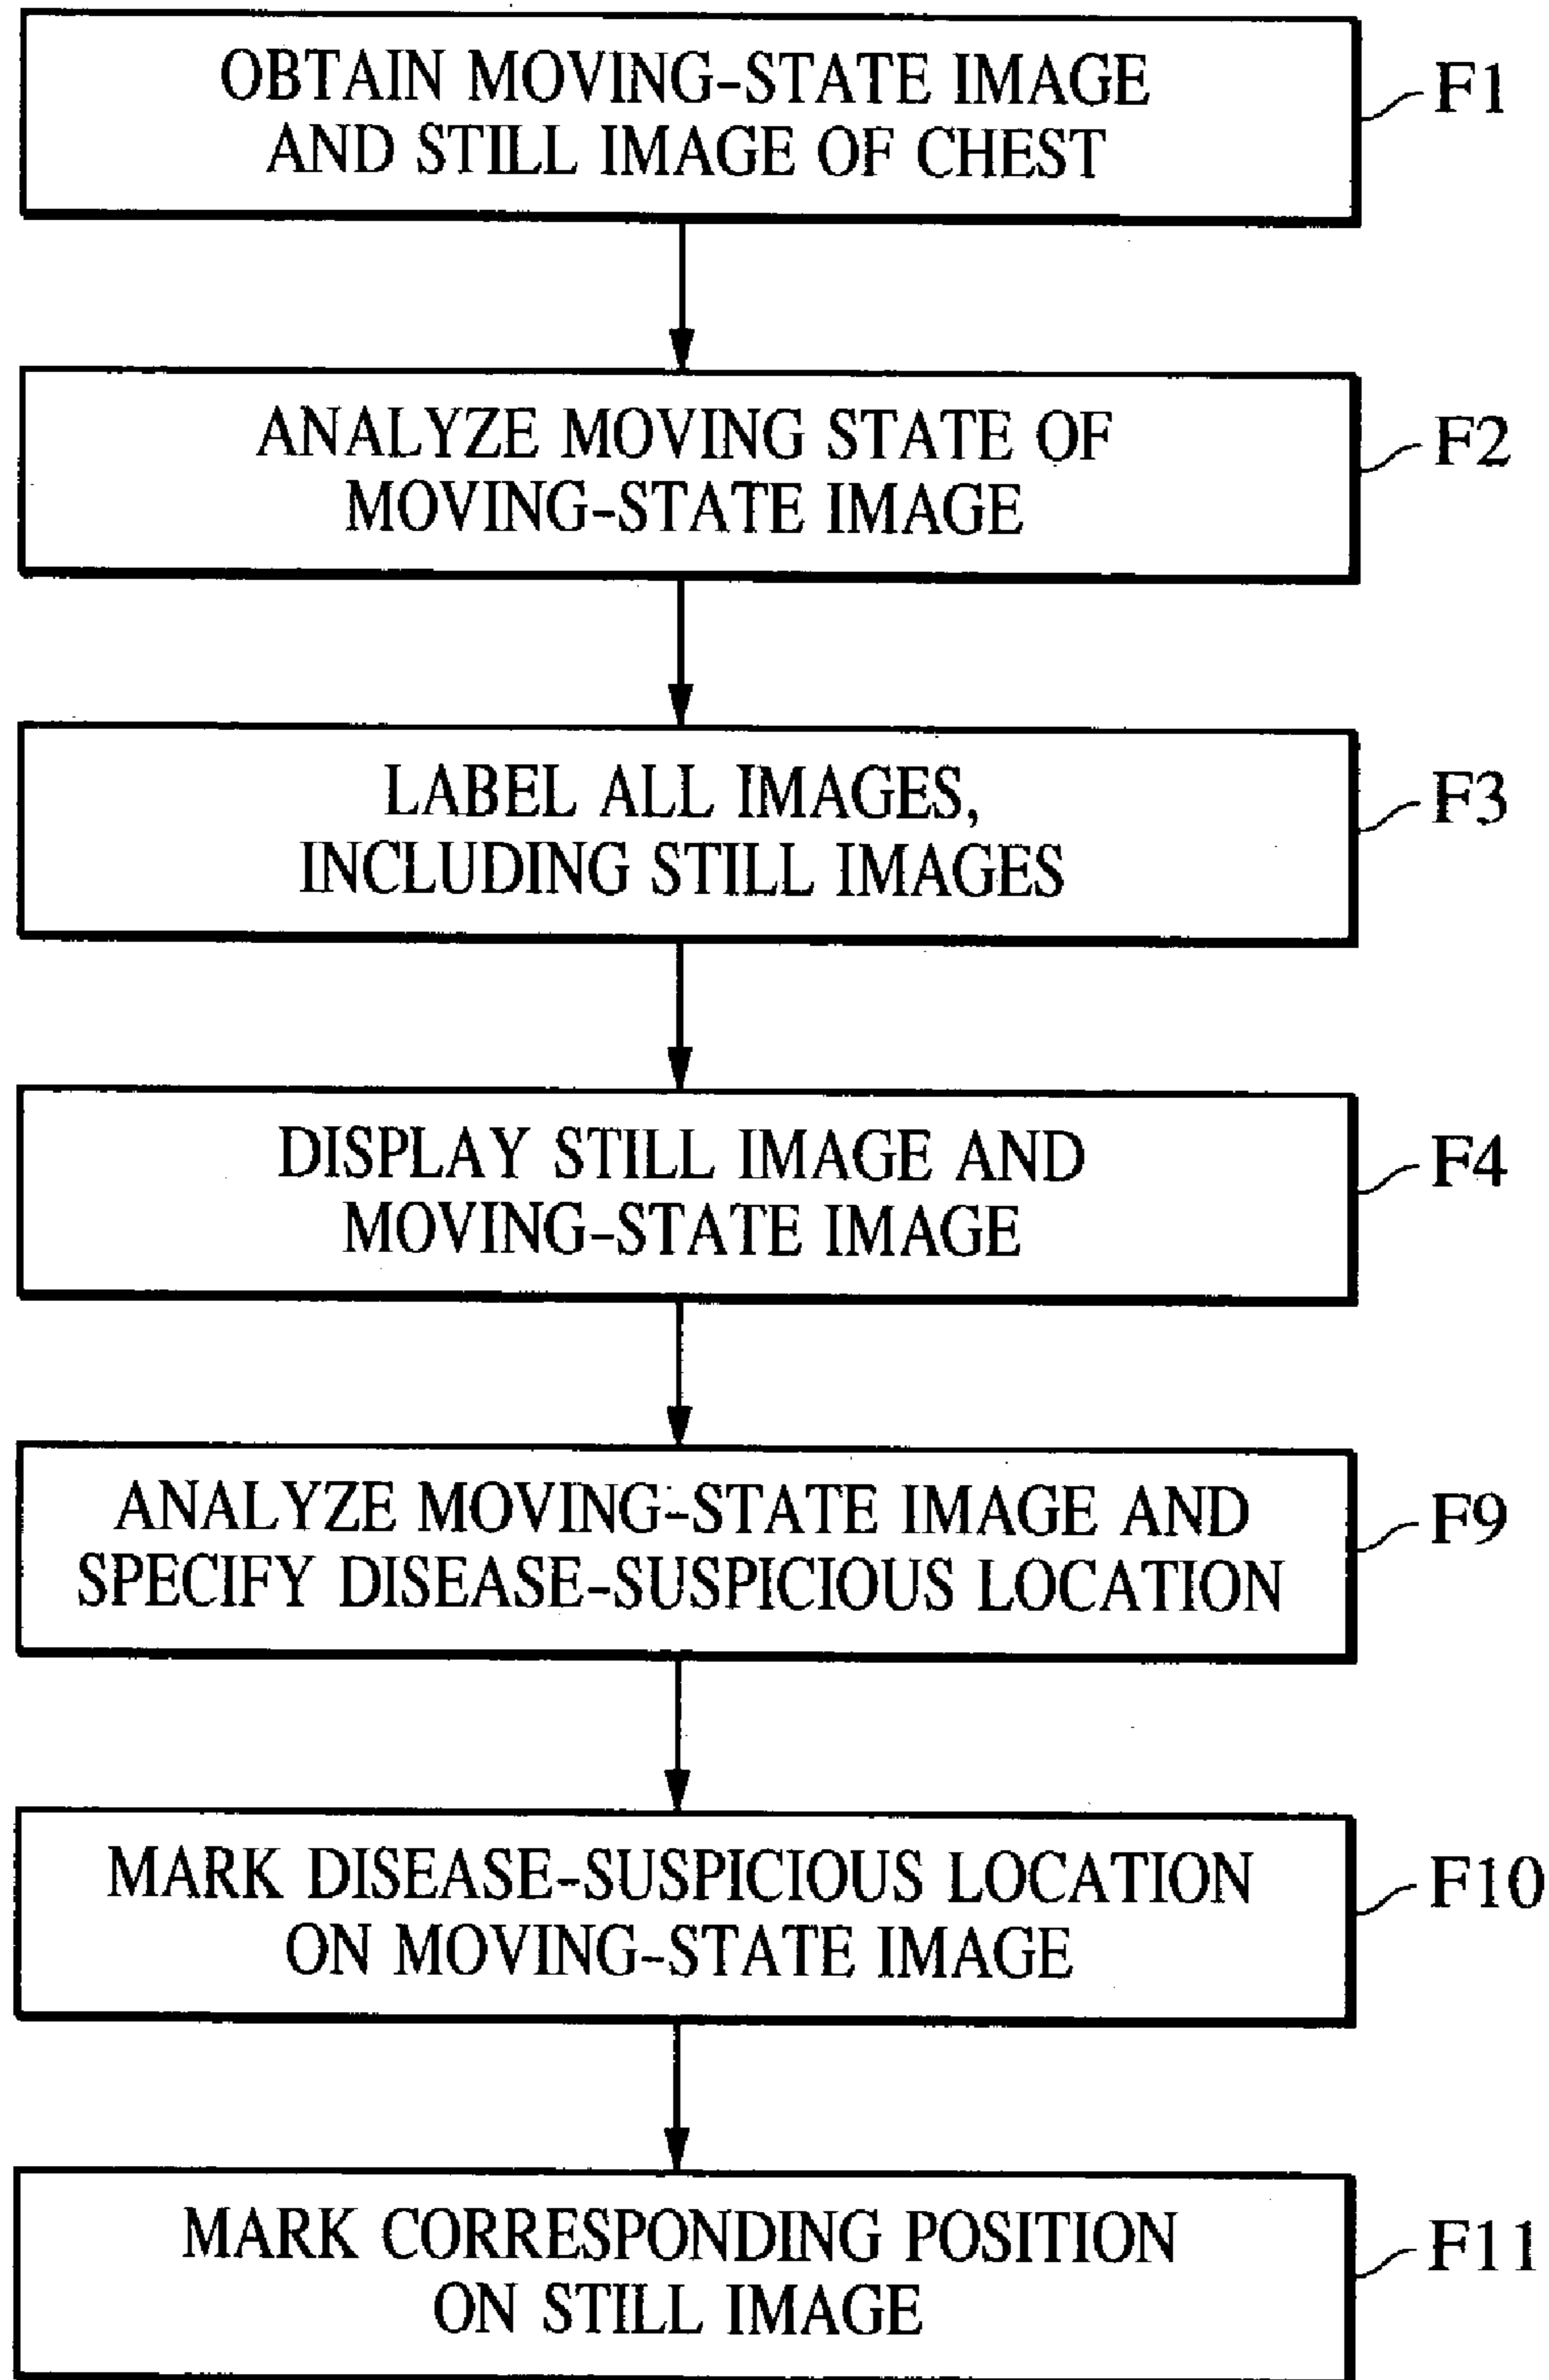 OBTAIN MOVING-STATE IMAGE
AND STILL IMAGE OF CHEST
F1
ANALYZE MOVING STATE OF
MOVING-STATE IMAGE
F2
LABEL ALL IMAGES,
INCLUDING STILL IMAGES
F3
DISPLAY STILL IMAGE AND
MOVING-STATE IMAGE
F4
ANALYZE MOVING-STATE IMAGE AND
SPECIFY DISEASE-SUSPICIOUS LOCATION
F9
MARK DISEASE-SUSPICIOUS LOCATION
ON MOVING-STATE IMAGE
F10
MARK CORRESPONDING POSITION
ON STILL IMAGE
F11